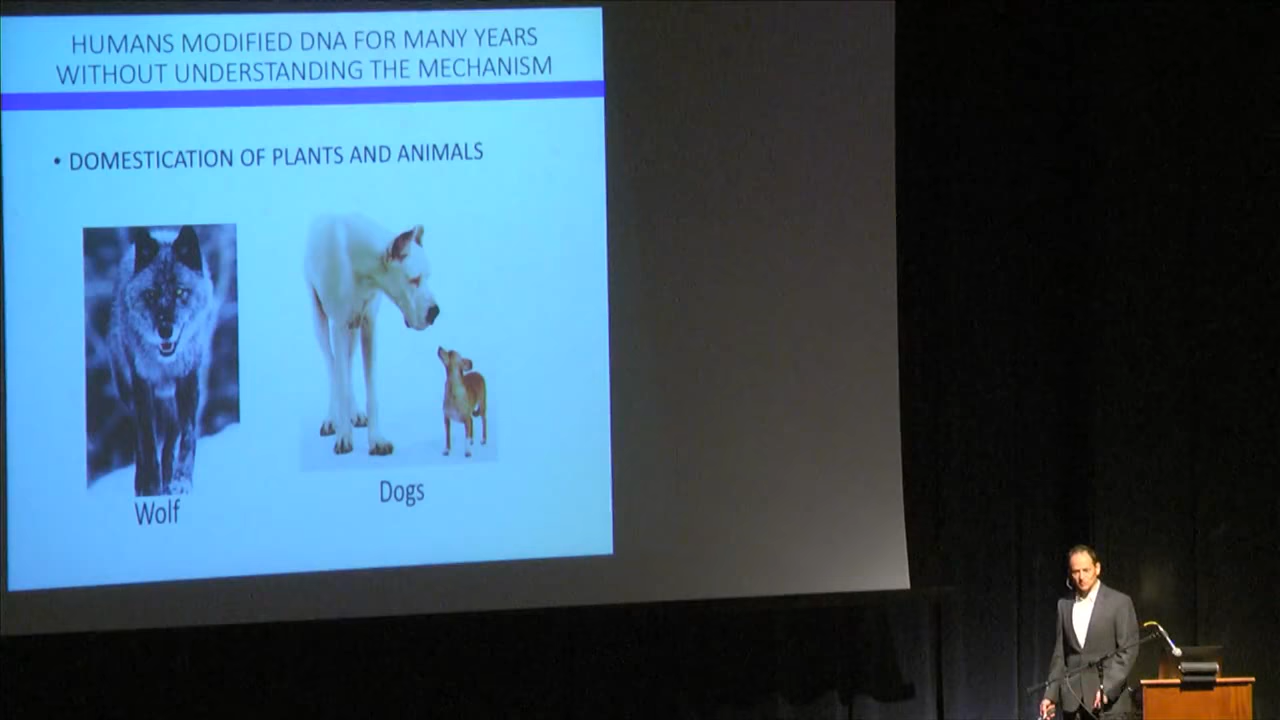 HUMANS MODIFIED DNA FOR MANY YEARS
WITHOUT UNDERSTANDING THE MECHANISM
• DOMESTICATION OF PLANTS AND ANIMALS
Wolf
Dogs